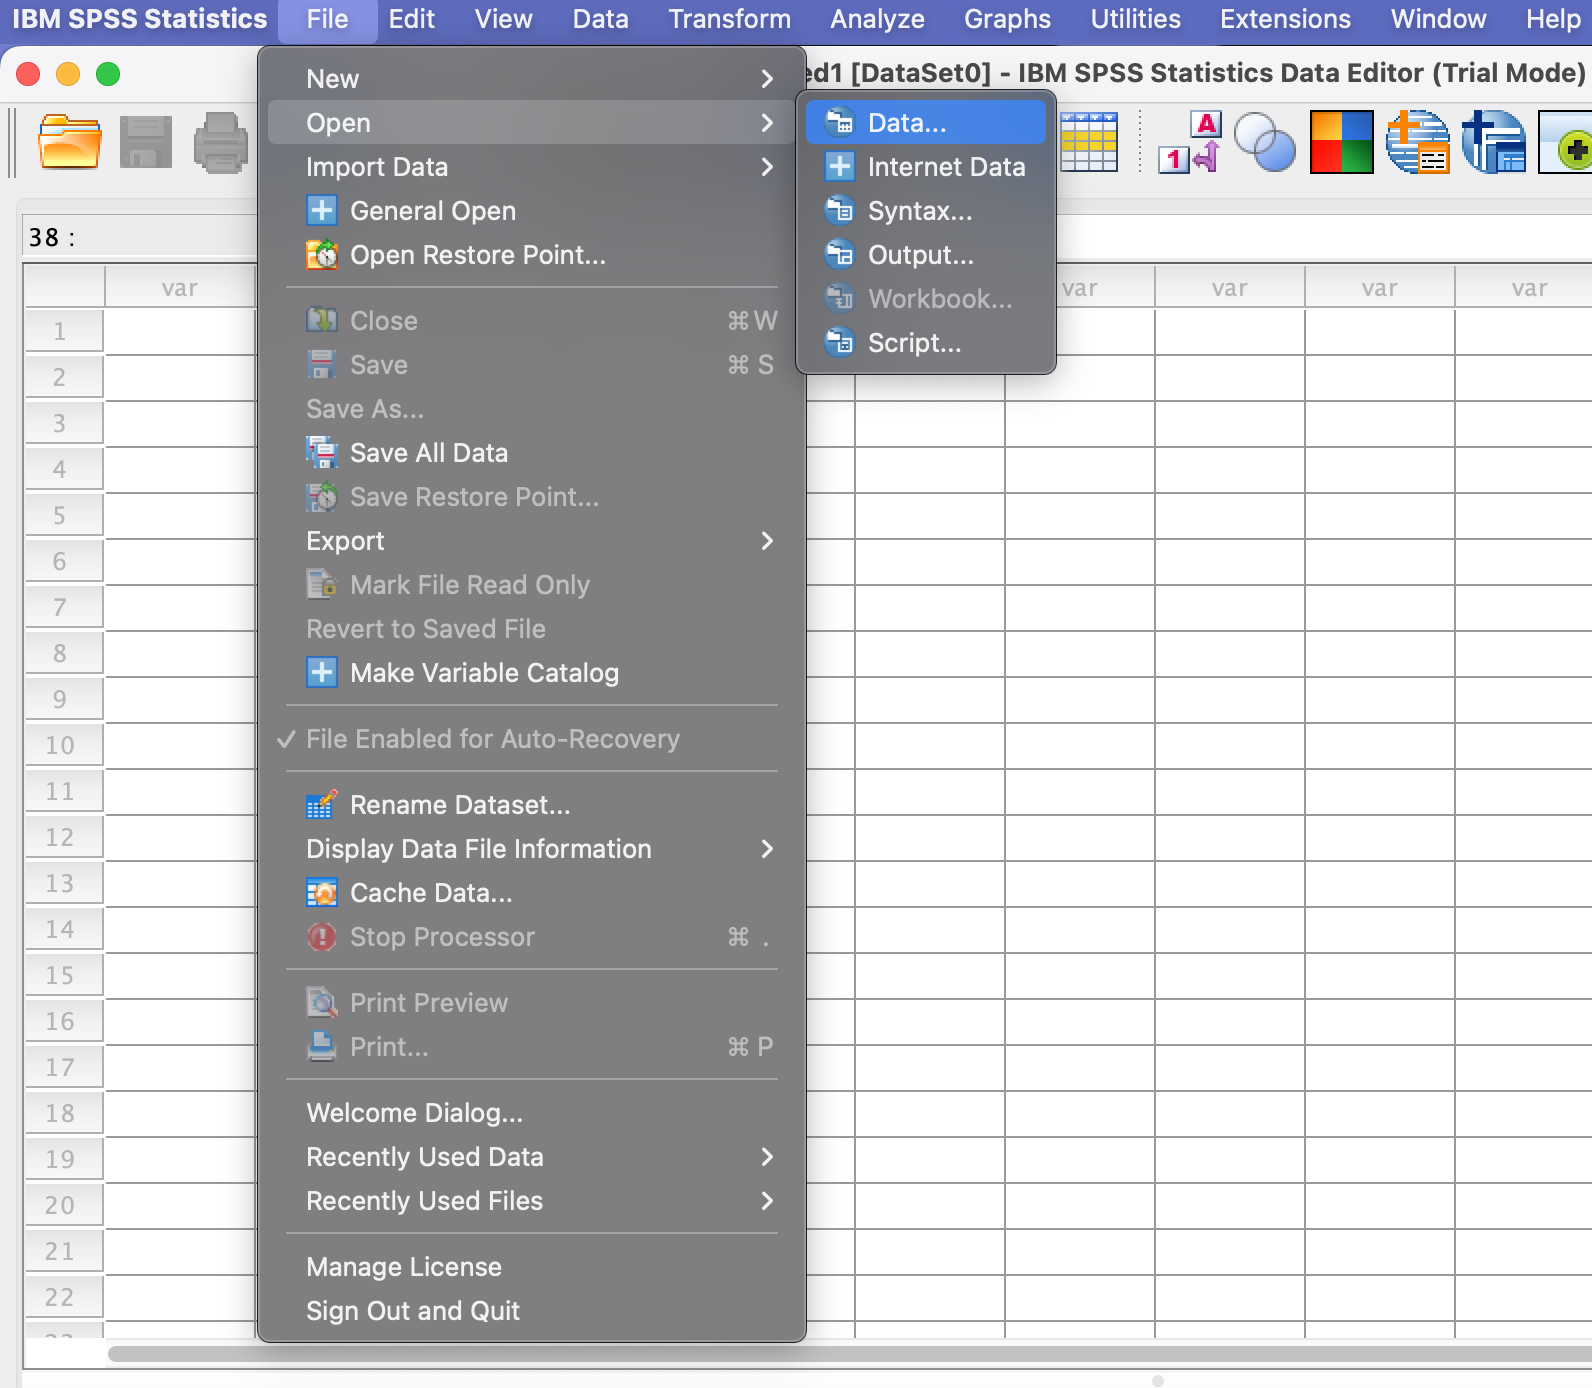 IBM SPSS Statistics File Edit View Data Transform Analyze Graphs Utilities Extensions Window Help
ed1 [DataSet0] - IBM SPSS Statistics Data Editor (Trial Mode)
New
Open
Import Data
General Open
Open Restore Point...
Close ⌘W
Save ⌘ S
Save As...
Save All Data
Save Restore Point...
Export
Mark File Read Only
Revert to Saved File
Make Variable Catalog
✓ File Enabled for Auto-Recovery
Rename Dataset...
Display Data File Information
Cache Data...
Stop Processor ⌘ .
Print Preview
Print... ⌘ P
Welcome Dialog...
Recently Used Data
Recently Used Files
Manage License
Sign Out and Quit
Data...
Internet Data
Syntax...
Output...
Workbook...
Script...
A
1
38 :
var var var var var
1
2
3
4
5
6
7
8
9
10
11
12
13
14
15
16
17
18
19
20
21
22